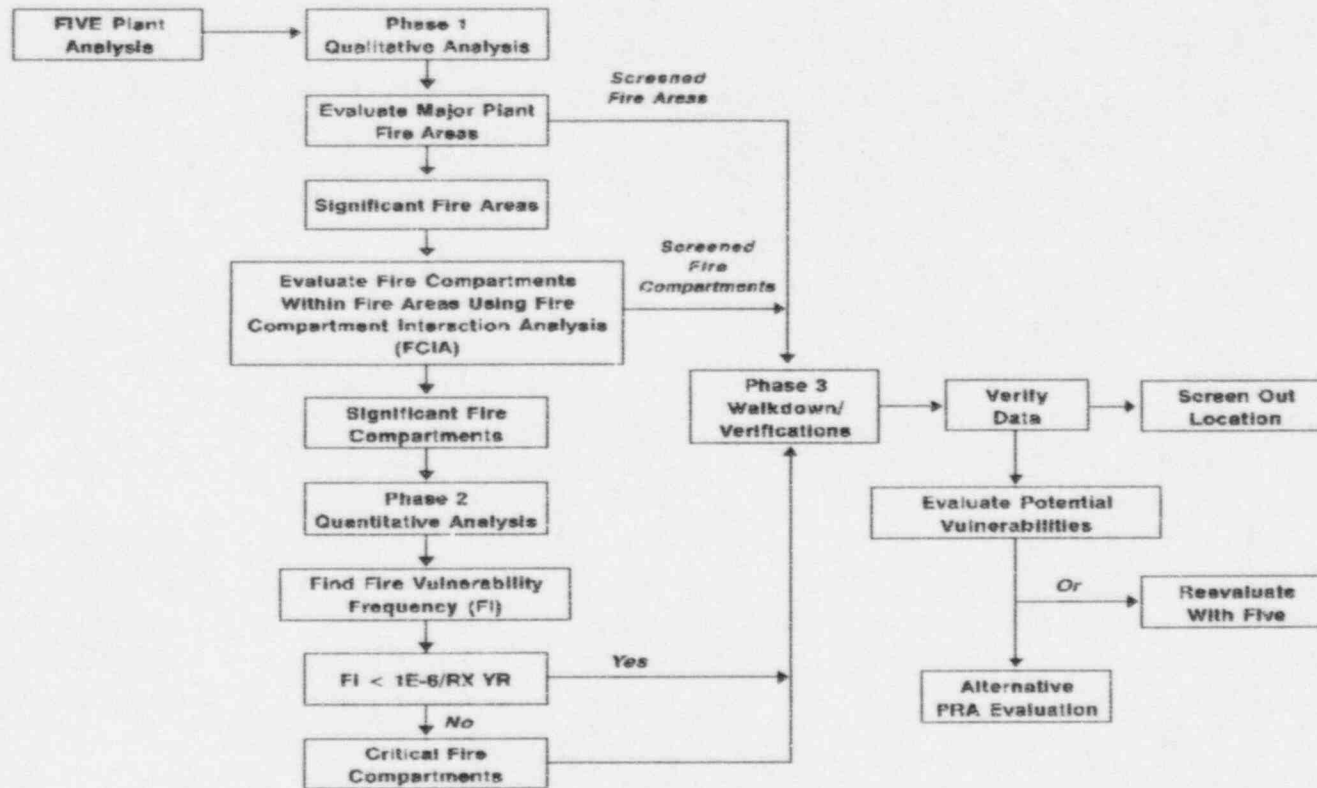 FIVE Plant
Analysis
Phase 1
Qualitative Analysis
Screened
Fire Areas
Evaluate Major Plant
Fire Areas
Significant Fire Areas
Screened
Fire
Compartments
Evaluate Fire Compartments
Within Fire Areas Using Fire
Compartment Interaction Analysis
(FCIA)
Significant Fire
Compartments
Phase 2
Quantitative Analysis
Find Fire Vulnerability
Frequency (FI)
Fi < 1E-6/RX YR
Yes
No
Critical Fire
Compartments
Phase 3
Walkdown/
Verifications
Verify
Data
Screen Out
Location
Evaluate Potential
Vulnerabilities
Or
Reevaluate
With Five
Alternative
PRA Evaluation